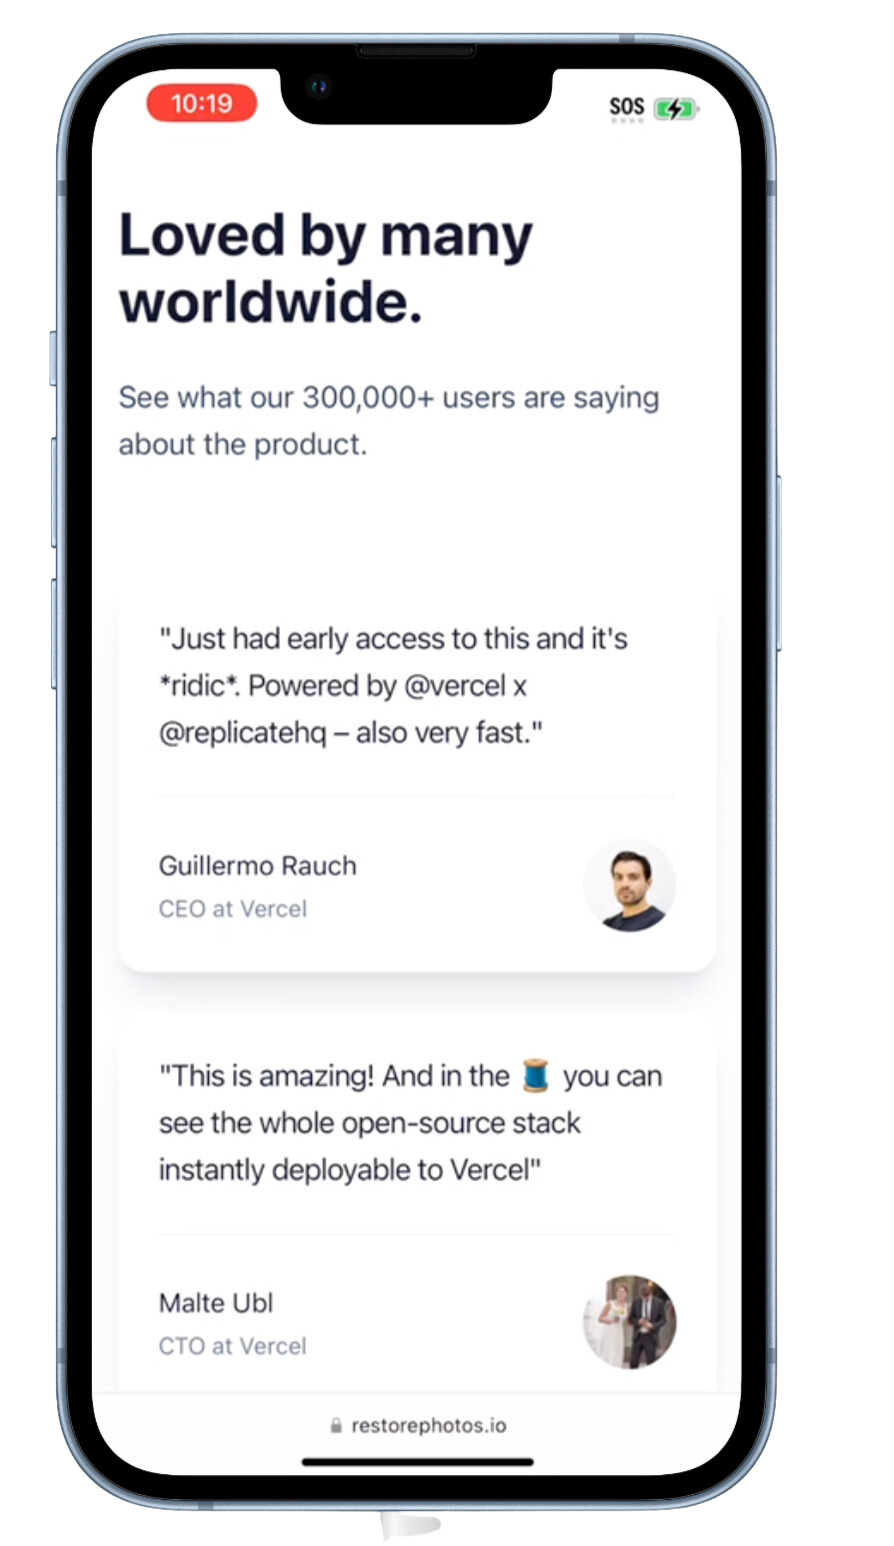 10:19
SOS
Loved by many
worldwide.
See what our 300,000+ users are saying
about the product.
"Just had early access to this and it's
*ridic*. Powered by @vercel x
@replicatehq – also very fast."
Guillermo Rauch
CEO at Vercel
"This is amazing! And in the 🧵 you can
see the whole open-source stack
instantly deployable to Vercel"
Malte Ubl
CTO at Vercel
restorephotos.io